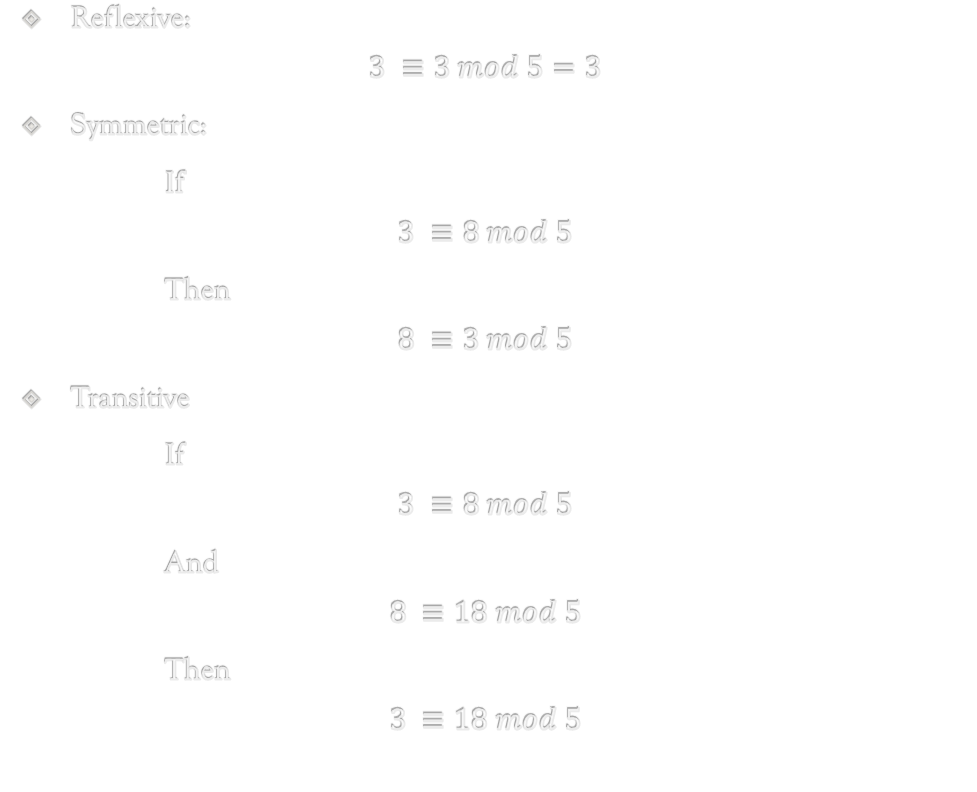 ❖ Reflexive:
3 ≡ 3 mod 5 = 3
❖ Symmetric:
If
3 ≡ 8 mod 5
Then
8 ≡ 3 mod 5
❖ Transitive
If
3 ≡ 8 mod 5
And
8 ≡ 18 mod 5
Then
3 ≡ 18 mod 5